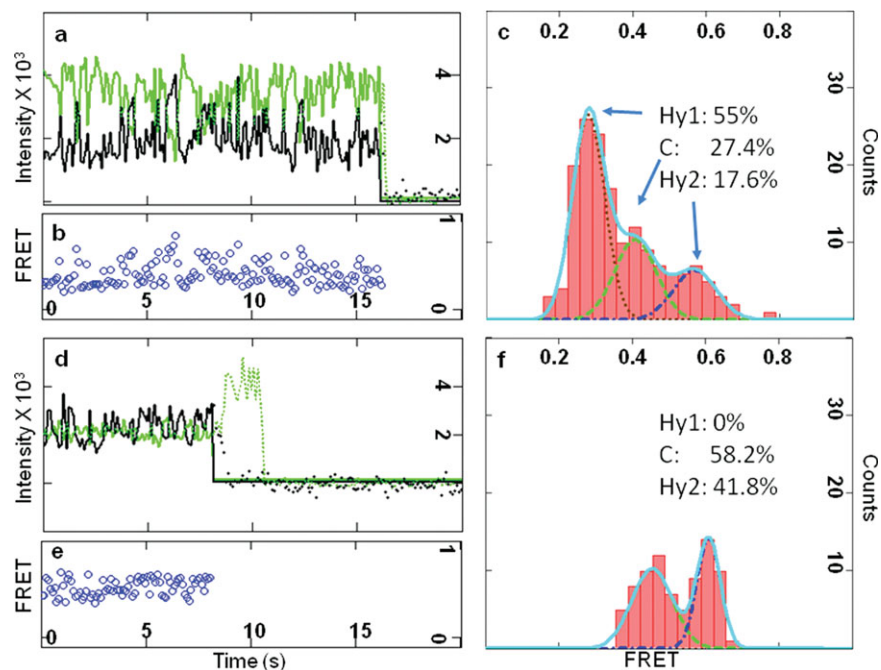 a
Intensity X 10³
4
2
b
FRET
1
0
0
5
10
15
c
0.2
0.4
0.6
0.8
Hy1: 55%
C: 27.4%
Hy2: 17.6%
30
20
10
Counts
d
Intensity X 10³
4
2
0
e
FRET
1
0
0
5
10
15
Time (s)
f
0.2
0.4
0.6
0.8
Hy1: 0%
C: 58.2%
Hy2: 41.8%
30
20
10
Counts
FRET